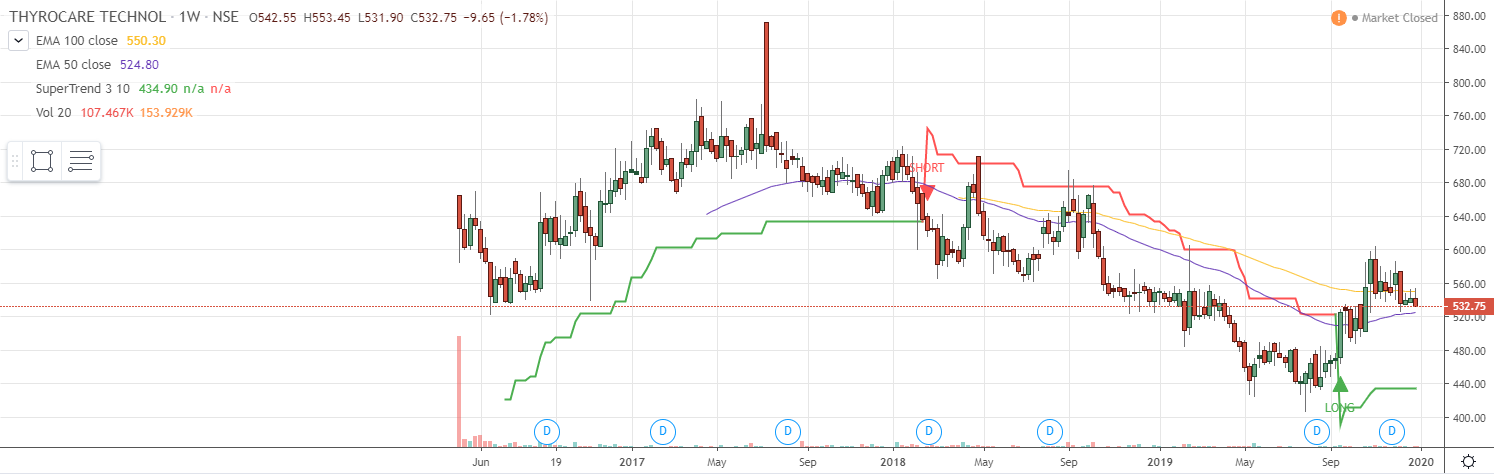 THYROCARE TECHNOL · 1W · NSE O542.55 H553.45 L531.90 C532.75 −9.65 (−1.78%)
! Market Closed
EMA 100 close 550.30
EMA 50 close 524.80
SuperTrend 3 10 434.90 n/a n/a
Vol 20 107.467K 153.929K
SHORT
LONG
D D D D D D D
880.00
840.00
800.00
760.00
720.00
680.00
640.00
600.00
560.00
532.75
520.00
480.00
440.00
400.00
Jun 19 2017 May Sep 2018 May Sep 2019 May Sep 2020